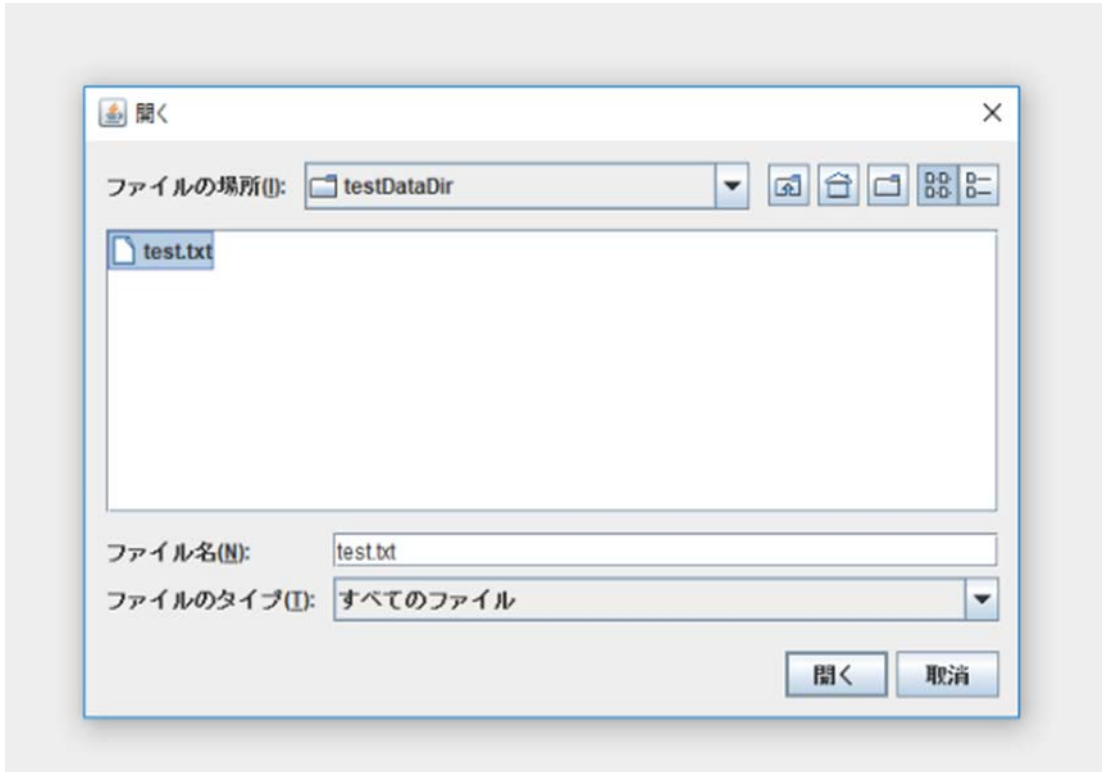 開く
ファイルの場所(I): testDataDir
test.txt
ファイル名(N): test.txt
ファイルのタイプ(T): すべてのファイル
開く 取消